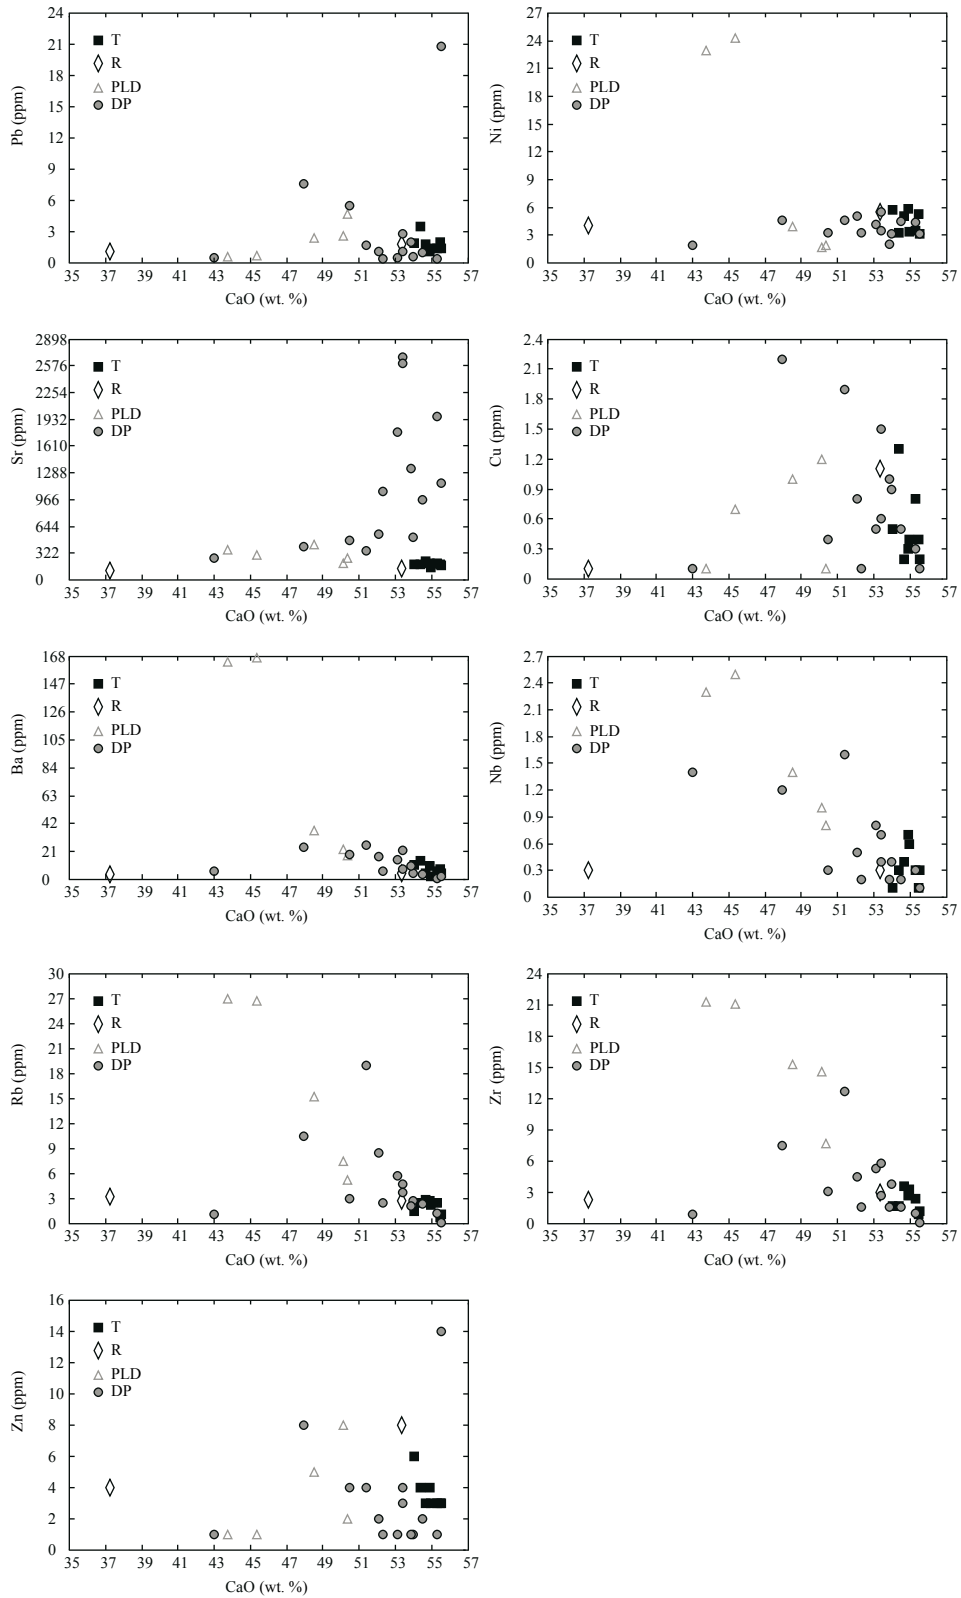 24
21
18
15
12
9
6
3
0
Pb (ppm)
T
R
PLD
DP
35 37 39 41 43 45 47 49 51 53 55 57
CaO (wt. %)
27
24
21
18
15
12
9
6
3
0
Ni (ppm)
T
R
PLD
DP
35 37 39 41 43 45 47 49 51 53 55 57
CaO (wt. %)
2898
2576
2254
1932
1610
1288
966
644
322
0
Sr (ppm)
T
R
PLD
DP
35 37 39 41 43 45 47 49 51 53 55 57
CaO (wt. %)
2.4
2.1
1.8
1.5
1.2
0.9
0.6
0.3
0
Cu (ppm)
T
R
PLD
DP
35 37 39 41 43 45 47 49 51 53 55 57
CaO (wt. %)
168
147
126
105
84
63
42
21
0
Ba (ppm)
T
R
PLD
DP
35 37 39 41 43 45 47 49 51 53 55 57
CaO (wt. %)
2.7
2.4
2.1
1.8
1.5
1.2
0.9
0.6
0.3
0
Nb (ppm)
T
R
PLD
DP
35 37 39 41 43 45 47 49 51 53 55 57
CaO (wt. %)
30
27
24
21
18
15
12
9
6
3
0
Rb (ppm)
T
R
PLD
DP
35 37 39 41 43 45 47 49 51 53 55 57
CaO (wt. %)
24
21
18
15
12
9
6
3
0
Zr (ppm)
T
R
PLD
DP
35 37 39 41 43 45 47 49 51 53 55 57
CaO (wt. %)
16
14
12
10
8
6
4
2
0
Zn (ppm)
T
R
PLD
DP
35 37 39 41 43 45 47 49 51 53 55 57
CaO (wt. %)